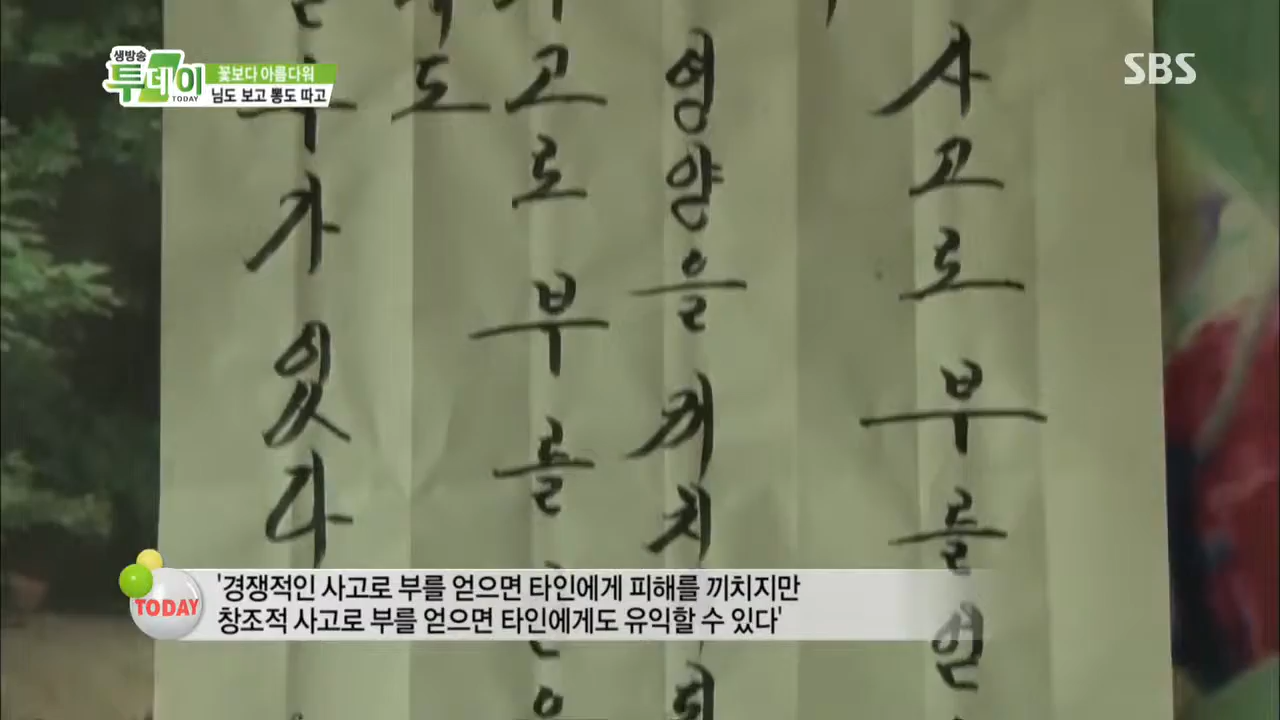 생방송 투데이 TODAY
꽃보다 아름다워
님도 보고 뽕도 따고
SBS
사고로 부를 얻
영양을 끼치
고로 부를
도
수가 있다
TODAY
'경쟁적인 사고로 부를 얻으면 타인에게 피해를 끼치지만
창조적 사고로 부를 얻으면 타인에게도 유익할 수 있다'